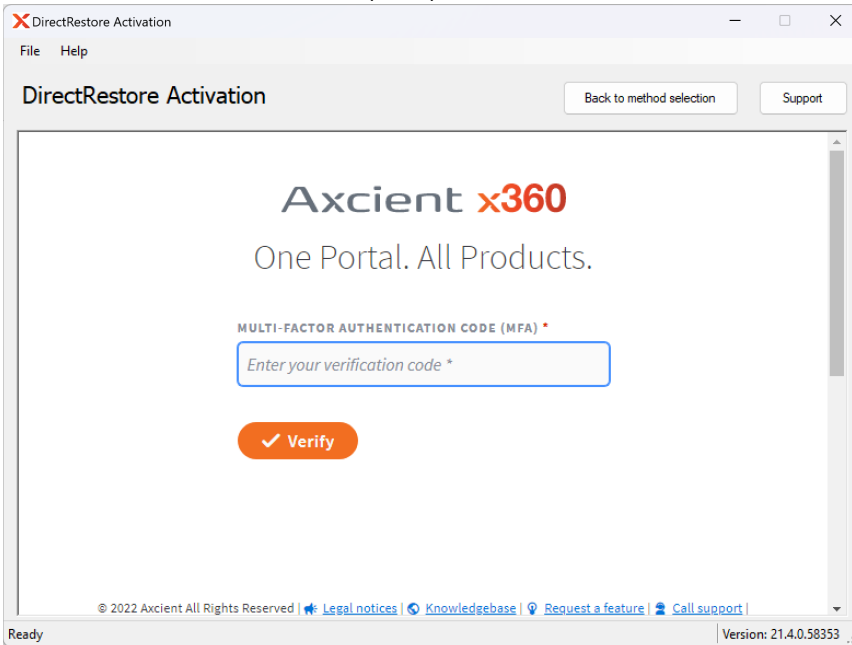 DirectRestore Activation
File Help
DirectRestore Activation
Back to method selection
Support
Axcient x360
One Portal. All Products.
MULTI-FACTOR AUTHENTICATION CODE (MFA) *
Enter your verification code *
Verify
© 2022 Axcient All Rights Reserved | Legal notices | Knowledgebase | Request a feature | Call support |
Ready
Version: 21.4.0.58353